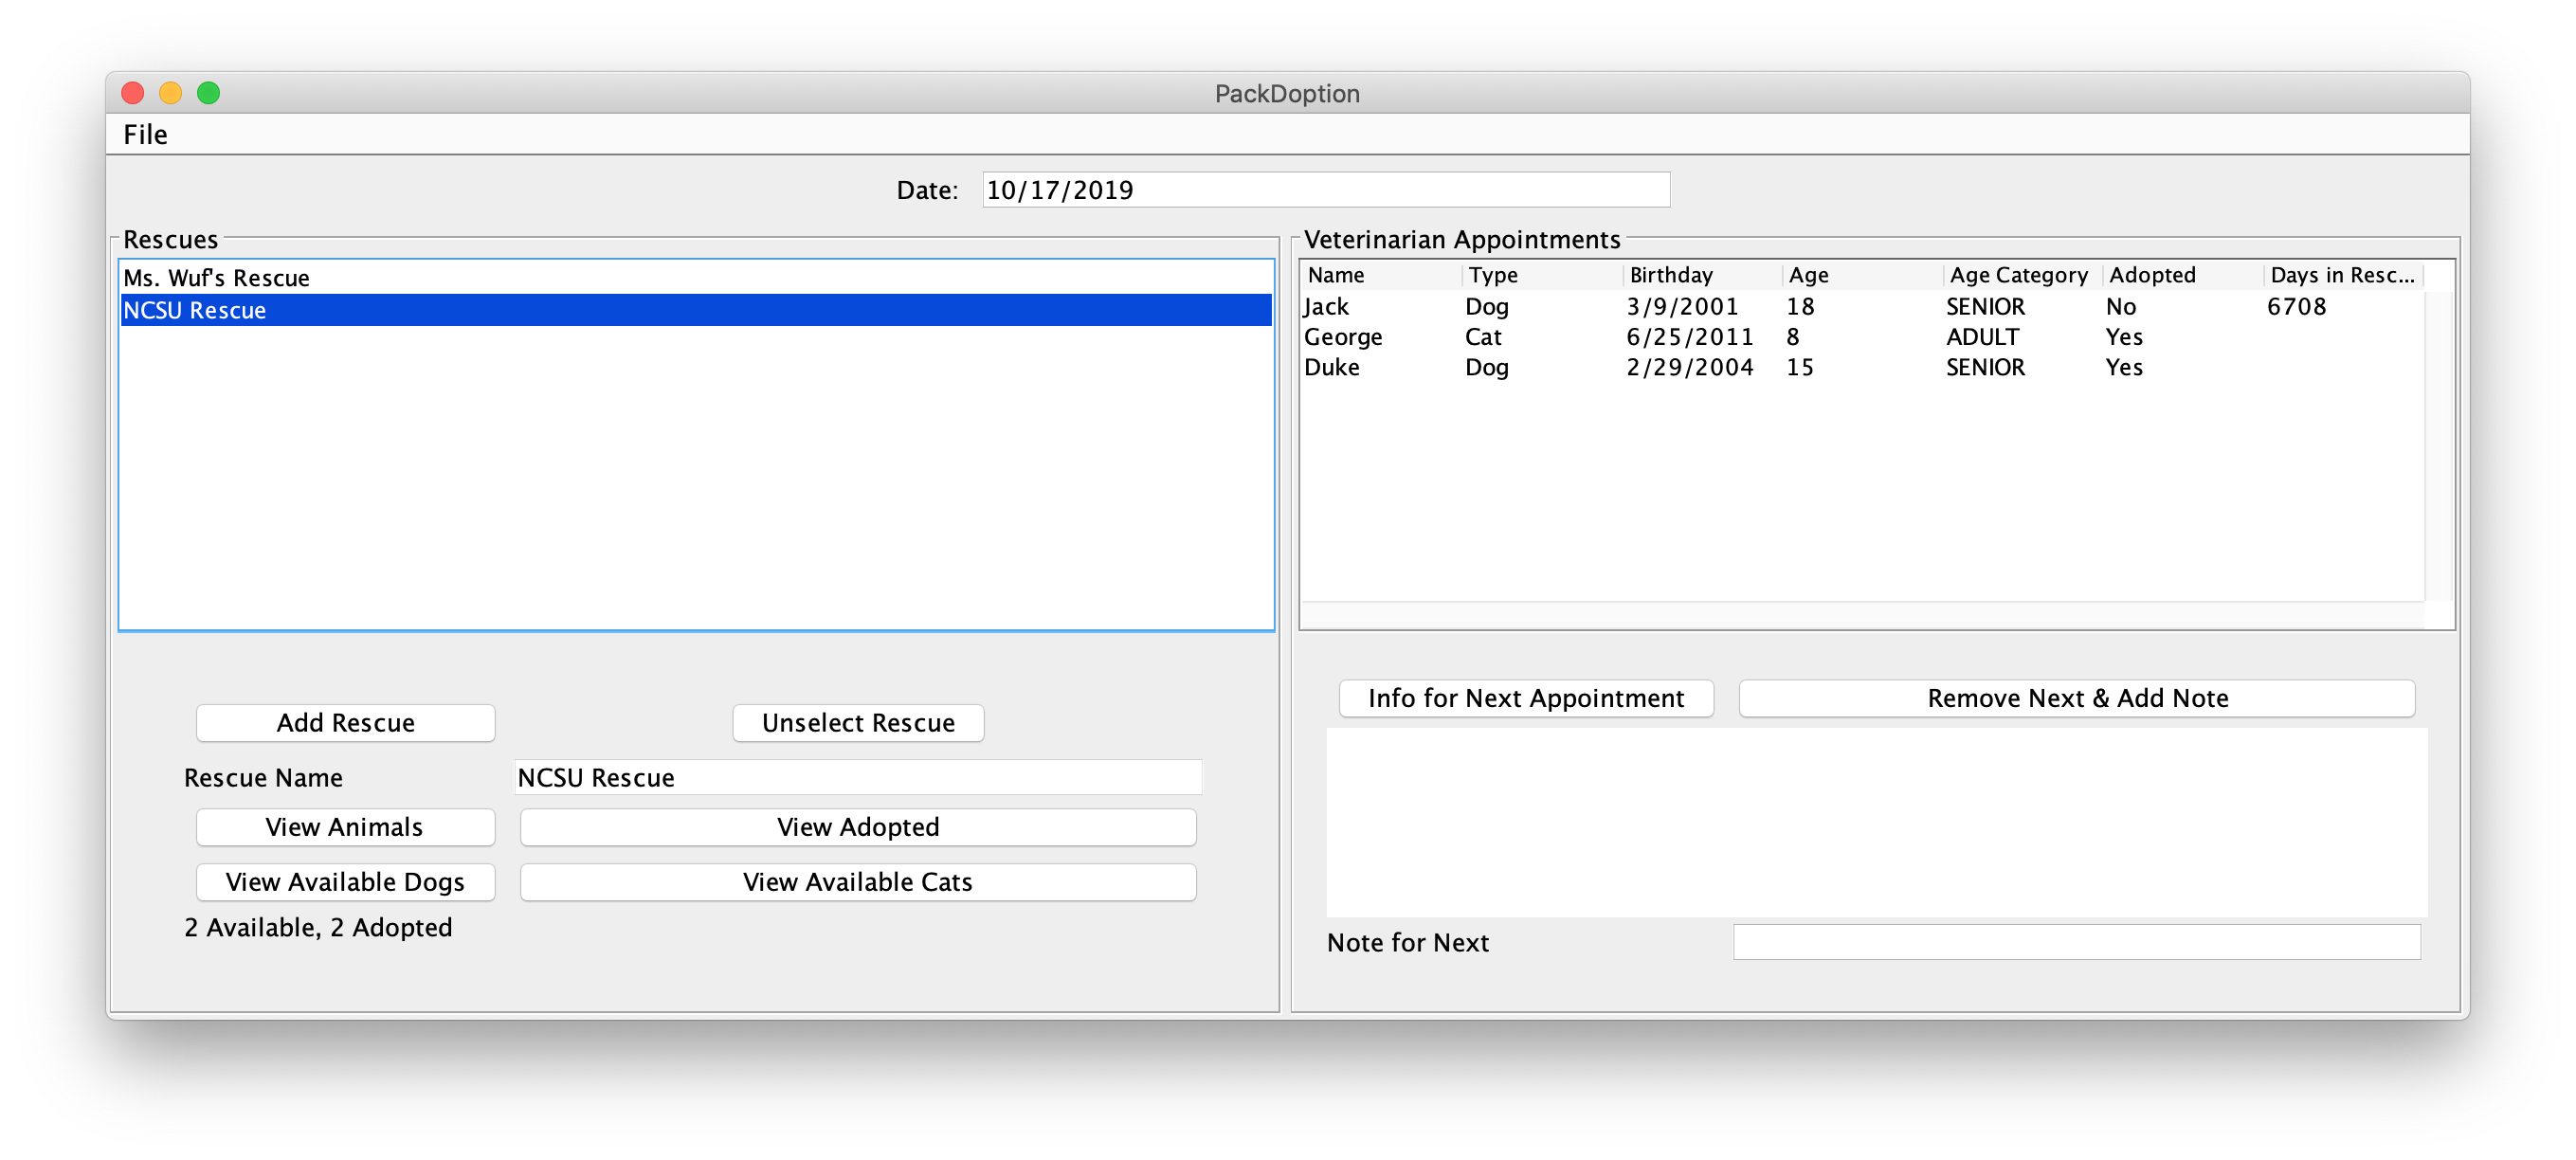 PackDoption
File
Date: 10/17/2019
Rescues
Ms. Wuf's Rescue
NCSU Rescue
Add Rescue Unselect Rescue
Rescue Name NCSU Rescue
View Animals View Adopted
View Available Dogs View Available Cats
2 Available, 2 Adopted
Veterinarian Appointments
Name Type Birthday Age Age Category Adopted Days in Resc...
Jack Dog 3/9/2001 18 SENIOR No 6708
George Cat 6/25/2011 8 ADULT Yes
Duke Dog 2/29/2004 15 SENIOR Yes
Info for Next Appointment Remove Next & Add Note
Note for Next